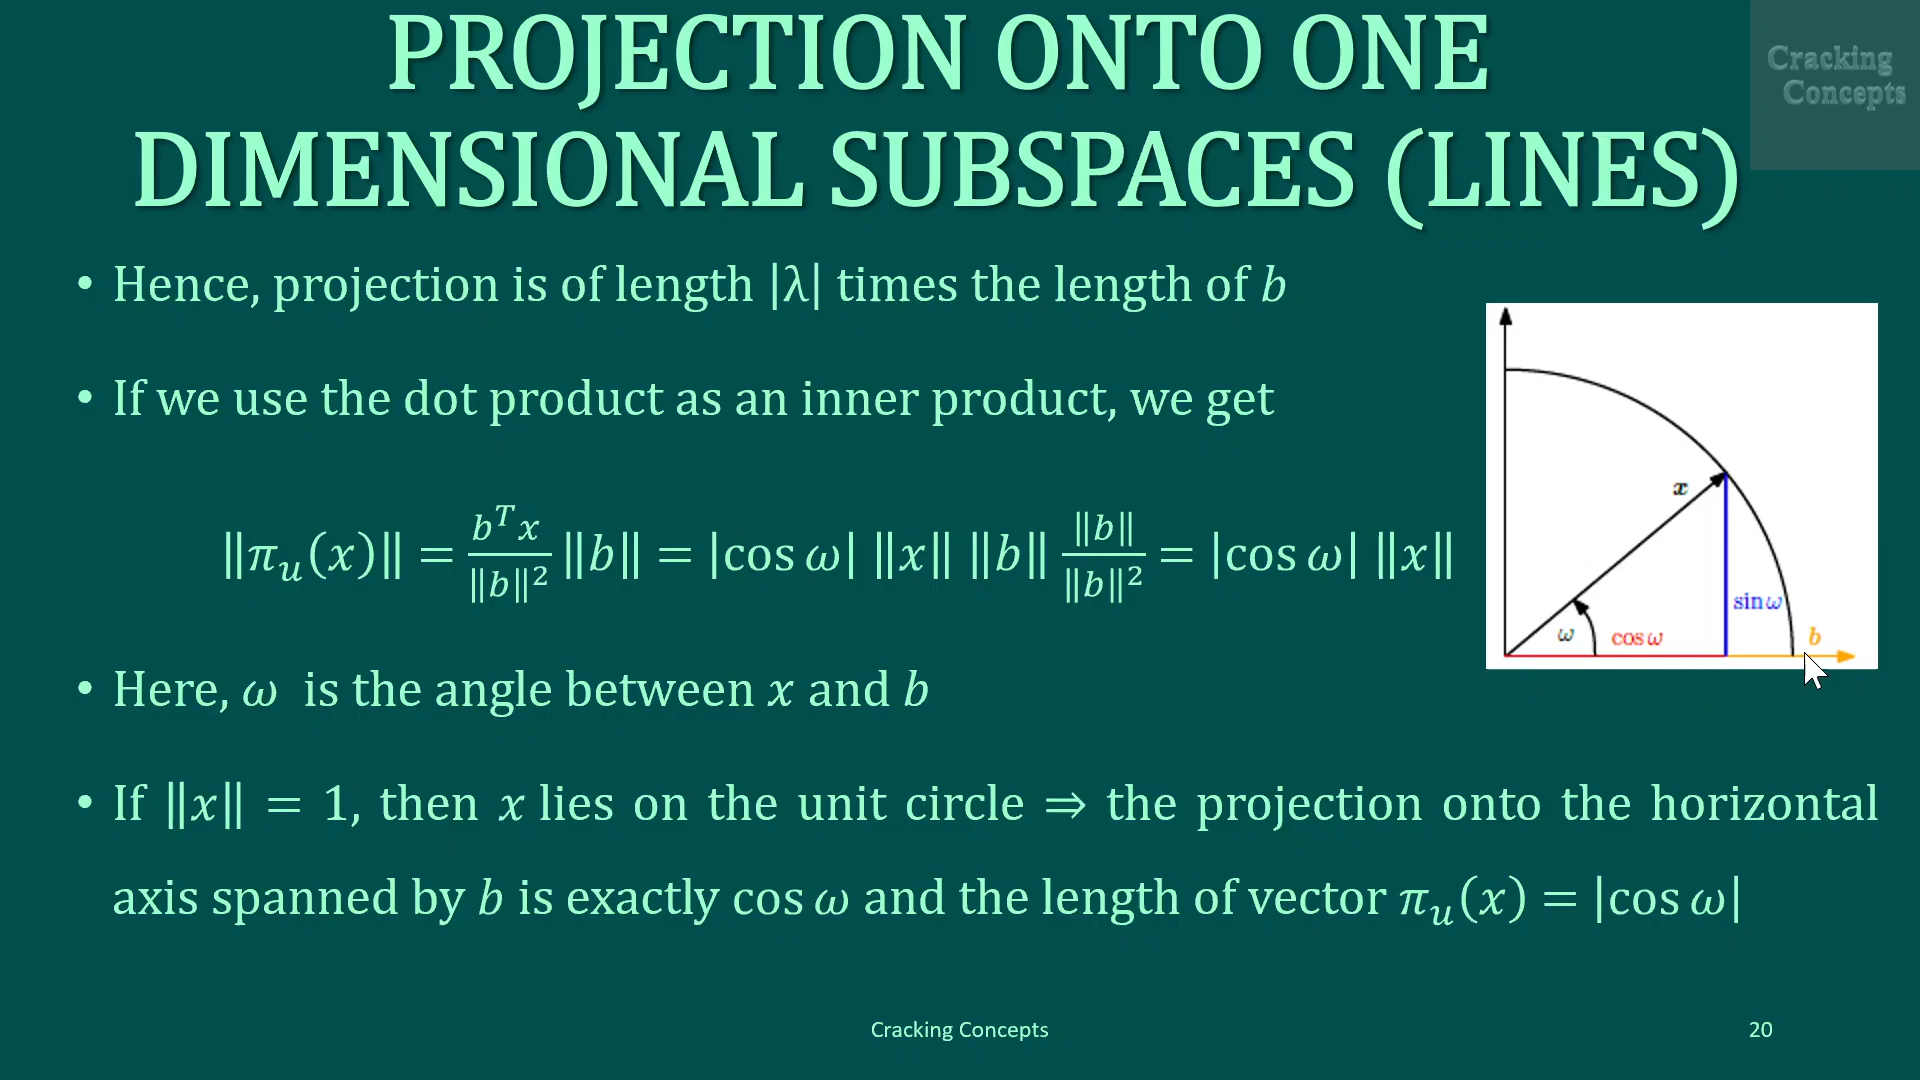 PROJECTION ONTO ONE
DIMENSIONAL SUBSPACES (LINES)
Cracking
Concepts
• Hence, projection is of length |λ| times the length of b
• If we use the dot product as an inner product, we get
‖π_u(x)‖ = \frac{b^T x}{‖b‖^2} ‖b‖ = |cos ω| ‖x‖ ‖b‖ \frac{‖b‖}{‖b‖^2} = |cos ω| ‖x‖
x
sin ω
ω
cos ω
b
• Here, ω is the angle between x and b
• If ‖x‖ = 1, then x lies on the unit circle ⇒ the projection onto the horizontal
axis spanned by b is exactly cos ω and the length of vector π_u(x) = |cos ω|
Cracking Concepts
20